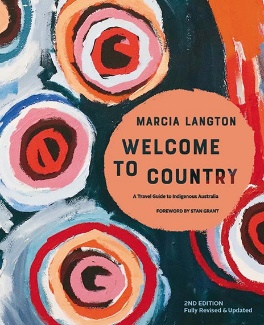 MARCIA LANGTON
WELCOME
TO COUNTRY
A Travel Guide to Indigenous Australia
FOREWORD BY STAN GRANT
2ND EDITION
Fully Revised & Updated